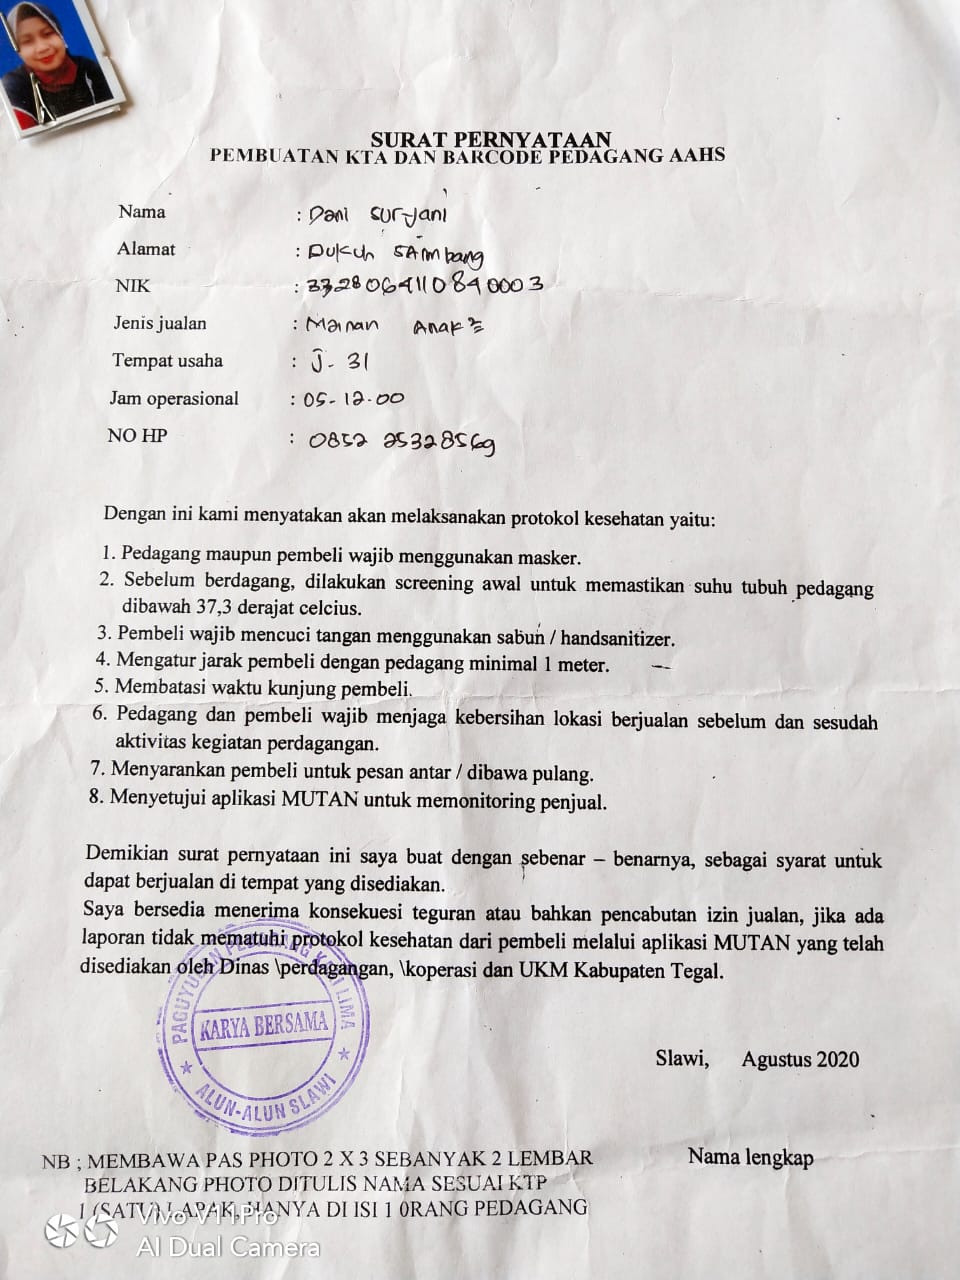 SURAT PERNYATAAN
PEMBUATAN KTA DAN BARCODE PEDAGANG AAHS
Nama : Dani Suryani
Alamat : Dukuh SAmbang
NIK : 3328064110840003
Jenis jualan : Mainan Anak²
Tempat usaha : J - 31
Jam operasional : 05 - 12.00
NO HP : 0852 25328569
Dengan ini kami menyatakan akan melaksanakan protokol kesehatan yaitu:
1. Pedagang maupun pembeli wajib menggunakan masker.
2. Sebelum berdagang, dilakukan screening awal untuk memastikan suhu tubuh pedagang
dibawah 37,3 derajat celcius.
3. Pembeli wajib mencuci tangan menggunakan sabun / handsanitizer.
4. Mengatur jarak pembeli dengan pedagang minimal 1 meter.
5. Membatasi waktu kunjung pembeli.
6. Pedagang dan pembeli wajib menjaga kebersihan lokasi berjualan sebelum dan sesudah
aktivitas kegiatan perdagangan.
7. Menyarankan pembeli untuk pesan antar / dibawa pulang.
8. Menyetujui aplikasi MUTAN untuk memonitoring penjual.
Demikian surat pernyataan ini saya buat dengan sebenar – benarnya, sebagai syarat untuk
dapat berjualan di tempat yang disediakan.
Saya bersedia menerima konsekuesi teguran atau bahkan pencabutan izin jualan, jika ada
laporan tidak mematuhi protokol kesehatan dari pembeli melalui aplikasi MUTAN yang telah
disediakan oleh Dinas \perdagangan, \koperasi dan UKM Kabupaten Tegal.
PAGUYUBAN PEDAGANG KAKI LIMA
KARYA BERSAMA
ALUN-ALUN SLAWI
Slawi, Agustus 2020
Nama lengkap
NB ; MEMBAWA PAS PHOTO 2 X 3 SEBANYAK 2 LEMBAR
BELAKANG PHOTO DITULIS NAMA SESUAI KTP
1 (SATU) LAPAK, HANYA DI ISI 1 0RANG PEDAGANG
Vivo V11Pro
AI Dual Camera